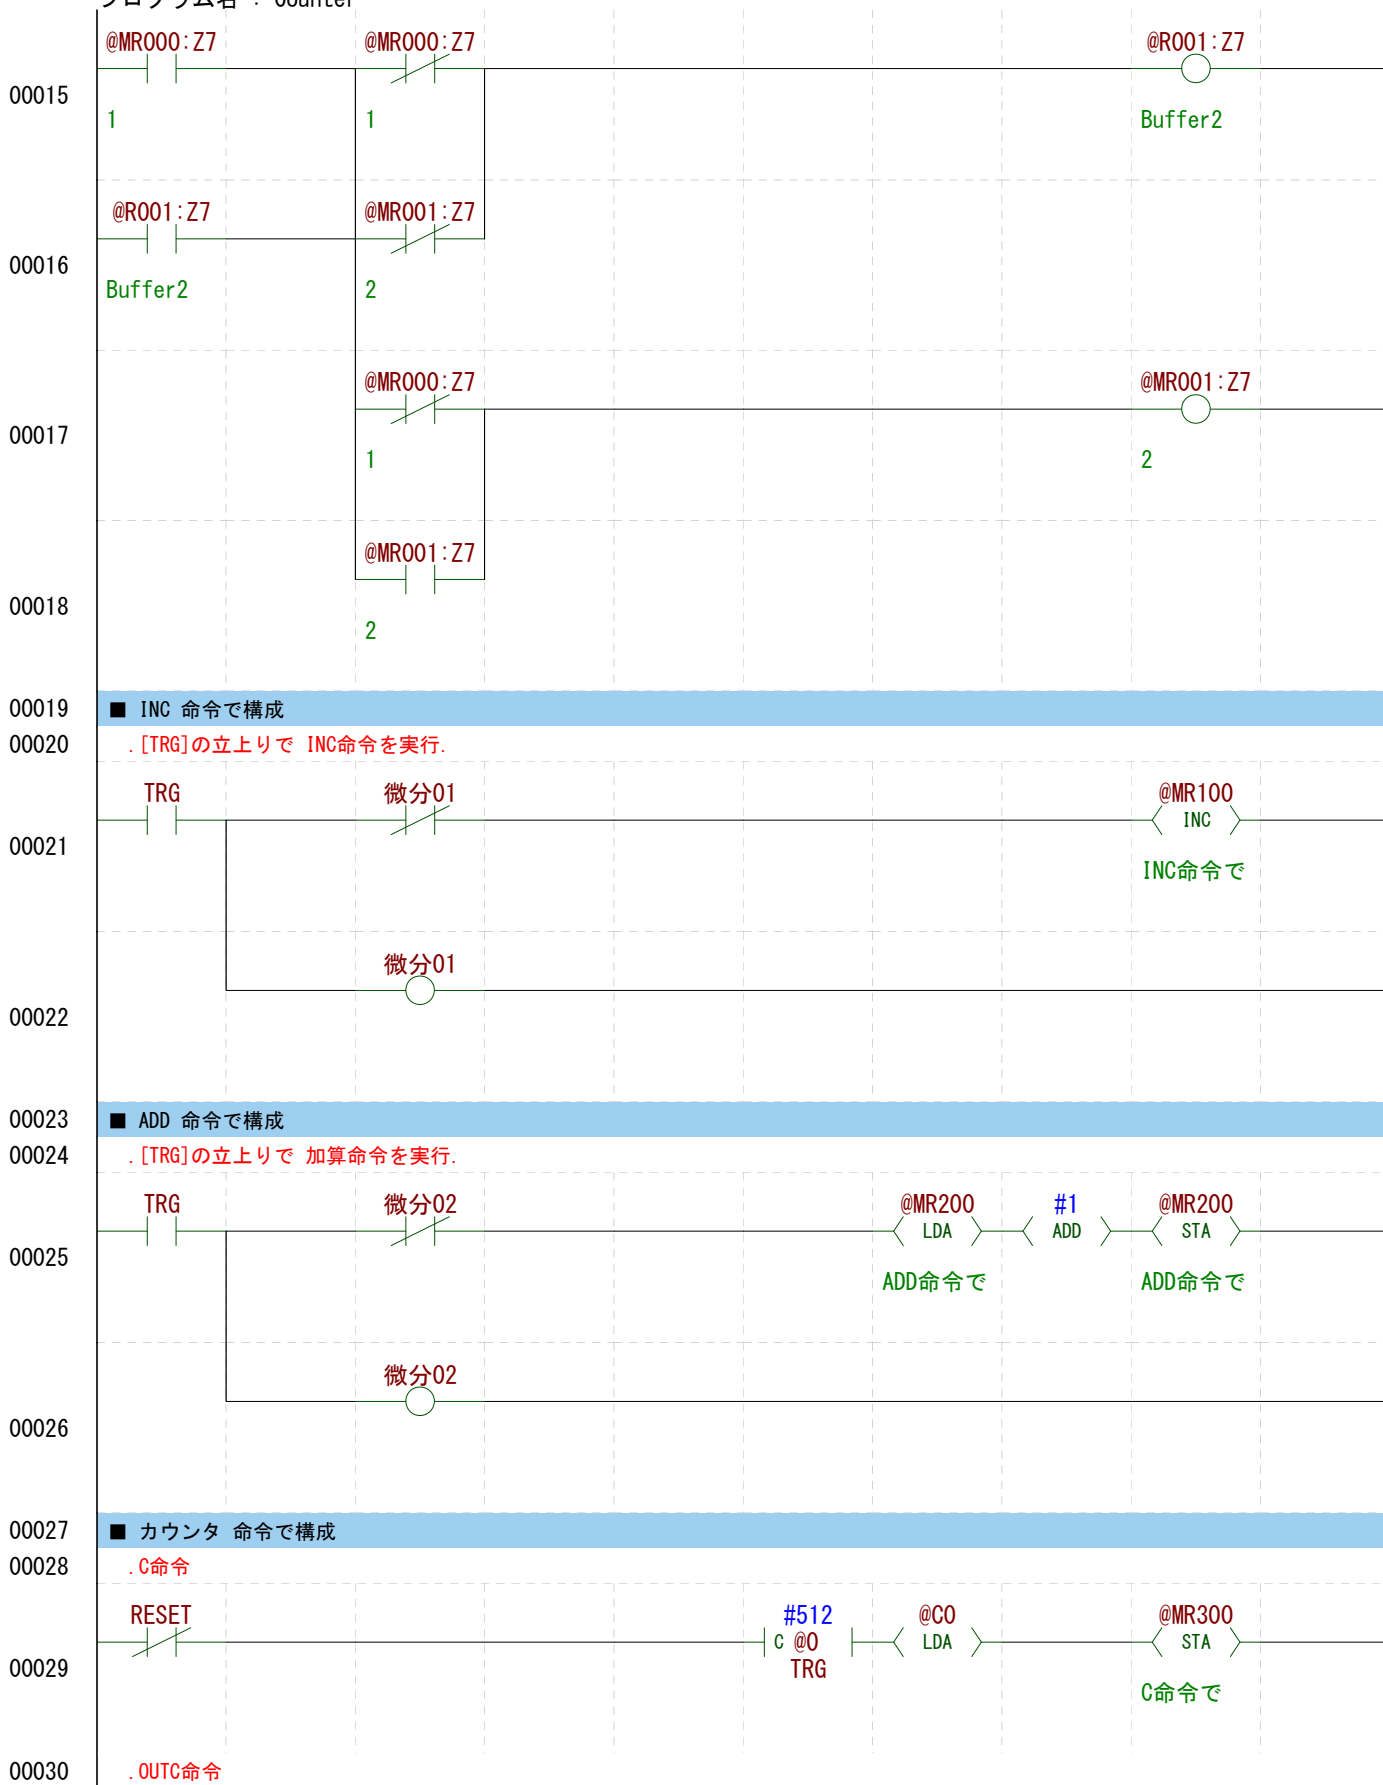 プログラム名 : Counter
@MR000:Z7 @MR000:Z7 @R001:Z7
00015
1 1 Buffer2
@R001:Z7 @MR001:Z7
00016
Buffer2 2
@MR000:Z7 @MR001:Z7
00017
1 2
@MR001:Z7
00018
2
00019 ■ INC 命令で構成
00020 .[TRG]の立上りで INC命令を実行.
TRG 微分01 @MR100
INC
00021
INC命令で
微分01
00022
00023 ■ ADD 命令で構成
00024 .[TRG]の立上りで 加算命令を実行.
TRG 微分02 @MR200 #1 @MR200
LDA ADD STA
00025
ADD命令で ADD命令で
微分02
00026
00027 ■ カウンタ 命令で構成
00028 .C命令
RESET #512 @C0 @MR300
C @0 LDA STA
00029 TRG
C命令で
00030 .OUTC命令